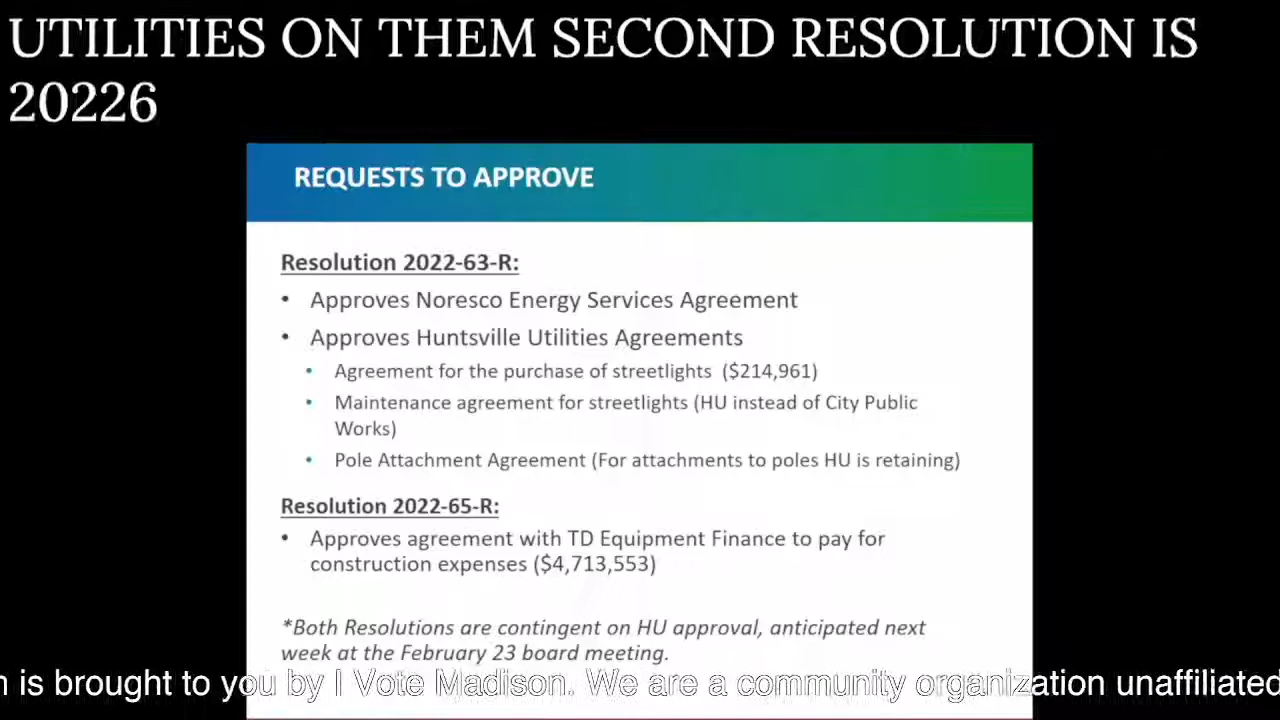 UTILITIES ON THEM SECOND RESOLUTION IS
20226
REQUESTS TO APPROVE
Resolution 2022-63-R:
• Approves Noresco Energy Services Agreement
• Approves Huntsville Utilities Agreements
• Agreement for the purchase of streetlights ($214,961)
• Maintenance agreement for streetlights (HU instead of City Public
Works)
• Pole Attachment Agreement (For attachments to poles HU is retaining)
Resolution 2022-65-R:
• Approves agreement with TD Equipment Finance to pay for
construction expenses ($4,713,553)
*Both Resolutions are contingent on HU approval, anticipated next
week at the February 23 board meeting.
n is brought to you by I Vote Madison. We are a community organization unaffiliated